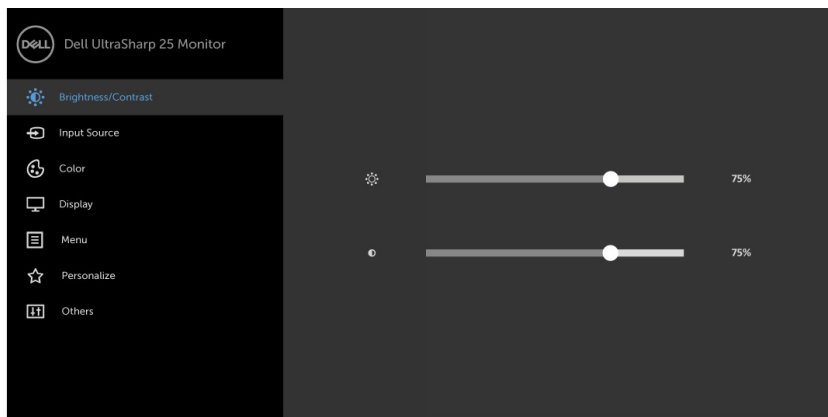 DELL
Dell UltraSharp 25 Monitor
Brightness/Contrast
Input Source
Color
Display
Menu
Personalize
Others
75%
75%